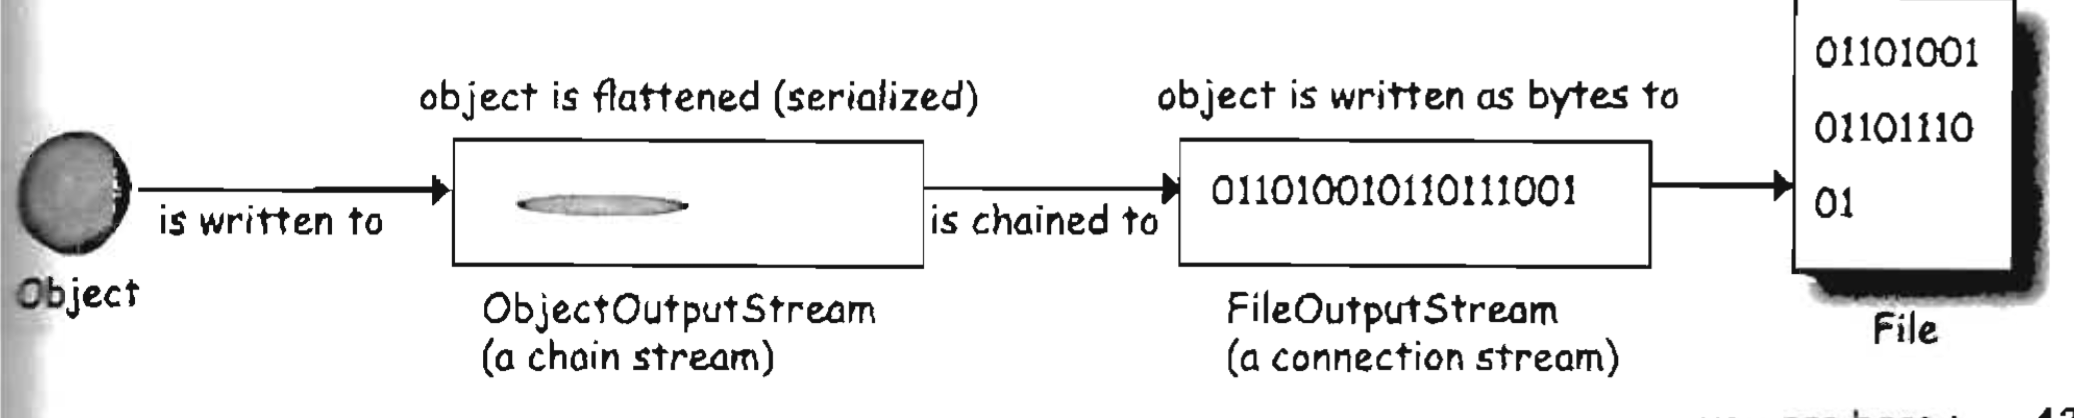 object is flattened (serialized)
object is written as bytes to
01101001
01101110
01
011010010110111001
is written to
is chained to
Object
ObjectOutputStream
(a chain stream)
FileOutputStream
(a connection stream)
File